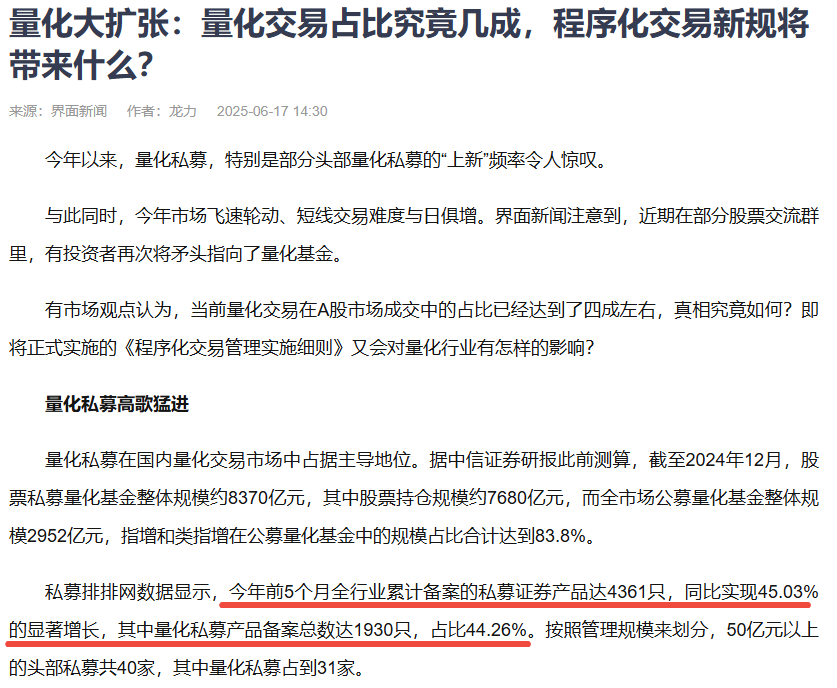 量化大扩张：量化交易占比究竟几成，程序化交易新规将
带来什么？
来源：界面新闻 作者：龙力 2025-06-17 14:30
今年以来，量化私募，特别是部分头部量化私募的“上新”频率令人惊叹。
与此同时，今年市场飞速轮动、短线交易难度与日俱增。界面新闻注意到，近期在部分股票交流群
里，有投资者再次将矛头指向了量化基金。
有市场观点认为，当前量化交易在A股市场成交中的占比已经达到了四成左右，真相究竟如何？即
将正式实施的《程序化交易管理实施细则》又会对量化行业有怎样的影响？
量化私募高歌猛进
量化私募在国内量化交易市场中占据主导地位。据中信证券研报此前测算，截至2024年12月，股
票私募量化基金整体规模约8370亿元，其中股票持仓规模约7680亿元，而全市场公募量化基金整体规
模2952亿元，指增和类指增在公募量化基金中的规模占比合计达到83.8%。
私募排排网数据显示，今年前5个月全行业累计备案的私募证券产品达4361只，同比实现45.03%
的显著增长，其中量化私募产品备案总数达1930只，占比44.26%。按照管理规模来划分，50亿元以上
的头部私募共40家，其中量化私募占到31家。